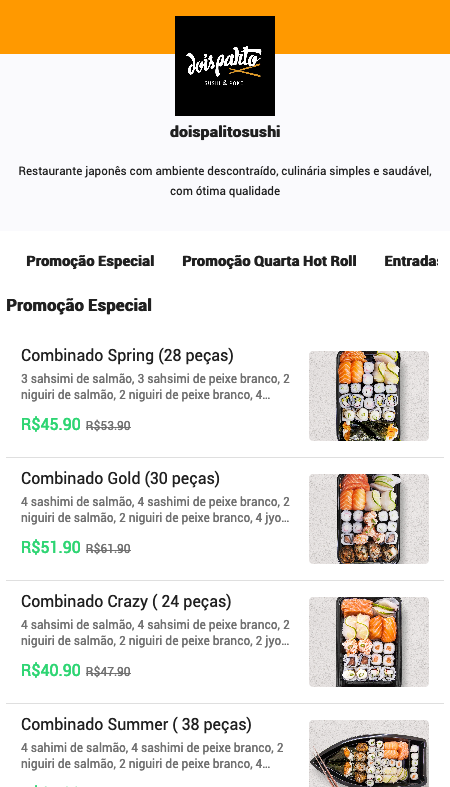 doispalito
SUSHI & POKE
doispalitosushi
Restaurante japonês com ambiente descontraído, culinária simples e saudável,
com ótima qualidade
Promoção Especial Promoção Quarta Hot Roll Entradas
Promoção Especial
Combinado Spring (28 peças)
3 sahsimi de salmão, 3 sahsimi de peixe branco, 2
niguiri de salmão, 2 niguiri de peixe branco, 4...
R$45.90 R$53.90
Combinado Gold (30 peças)
4 sashimi de salmão, 4 sashimi de peixe branco, 2
niguiri de salmão, 2 niguiri de peixe branco, 4 jyo...
R$51.90 R$61.90
Combinado Crazy ( 24 peças)
4 sahsimi de salmão, 4 sahsimi de peixe branco, 2
niguiri de salmão, 2 niguiri de peixe branco, 2 jyo...
R$40.90 R$47.90
Combinado Summer ( 38 peças)
4 sahimi de salmão, 4 sashimi de peixe branco, 2
niguiri de salmão, 2 niguiri de peixe branco, 4...